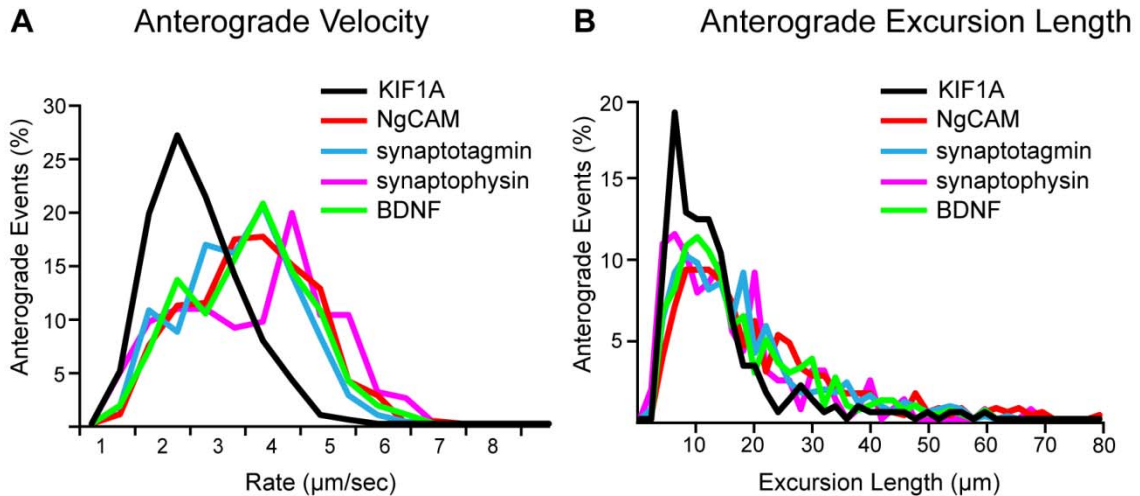 A Anterograde Velocity
KIF1A
NgCAM
synaptotagmin
synaptophysin
BDNF
Anterograde Events (%)
30
25
20
15
10
5
1 2 3 4 5 6 7 8
Rate (µm/sec)
B Anterograde Excursion Length
KIF1A
NgCAM
synaptotagmin
synaptophysin
BDNF
Anterograde Events (%)
20
15
10
5
10 20 30 40 50 60 70 80
Excursion Length (µm)